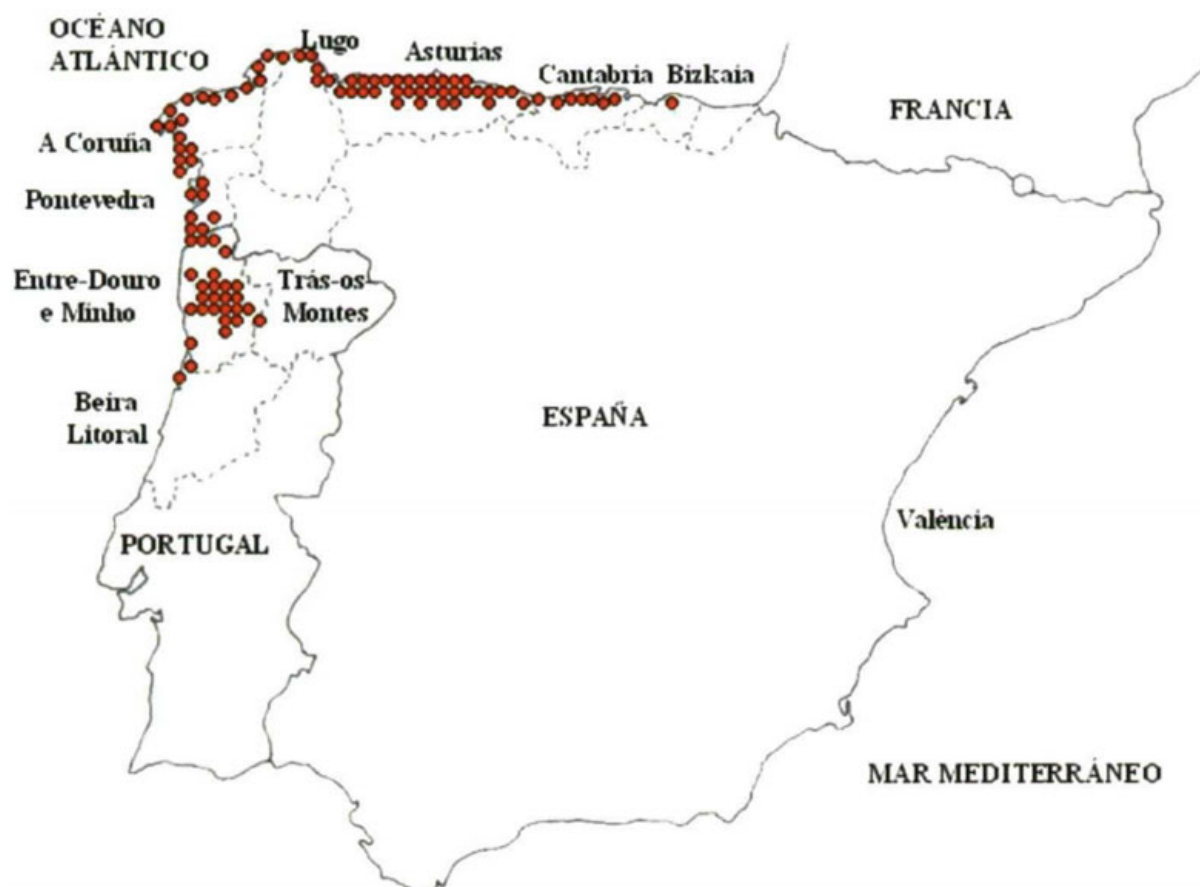 OCÉANO
ATLÁNTICO
Lugo
Asturias
Cantabria
Bizkaia
FRANCIA
A Coruña
Pontevedra
Entre-Douro
e Minho
Trás-os-
Montes
Beira
Litoral
ESPAÑA
València
PORTUGAL
MAR MEDITERRÁNEO